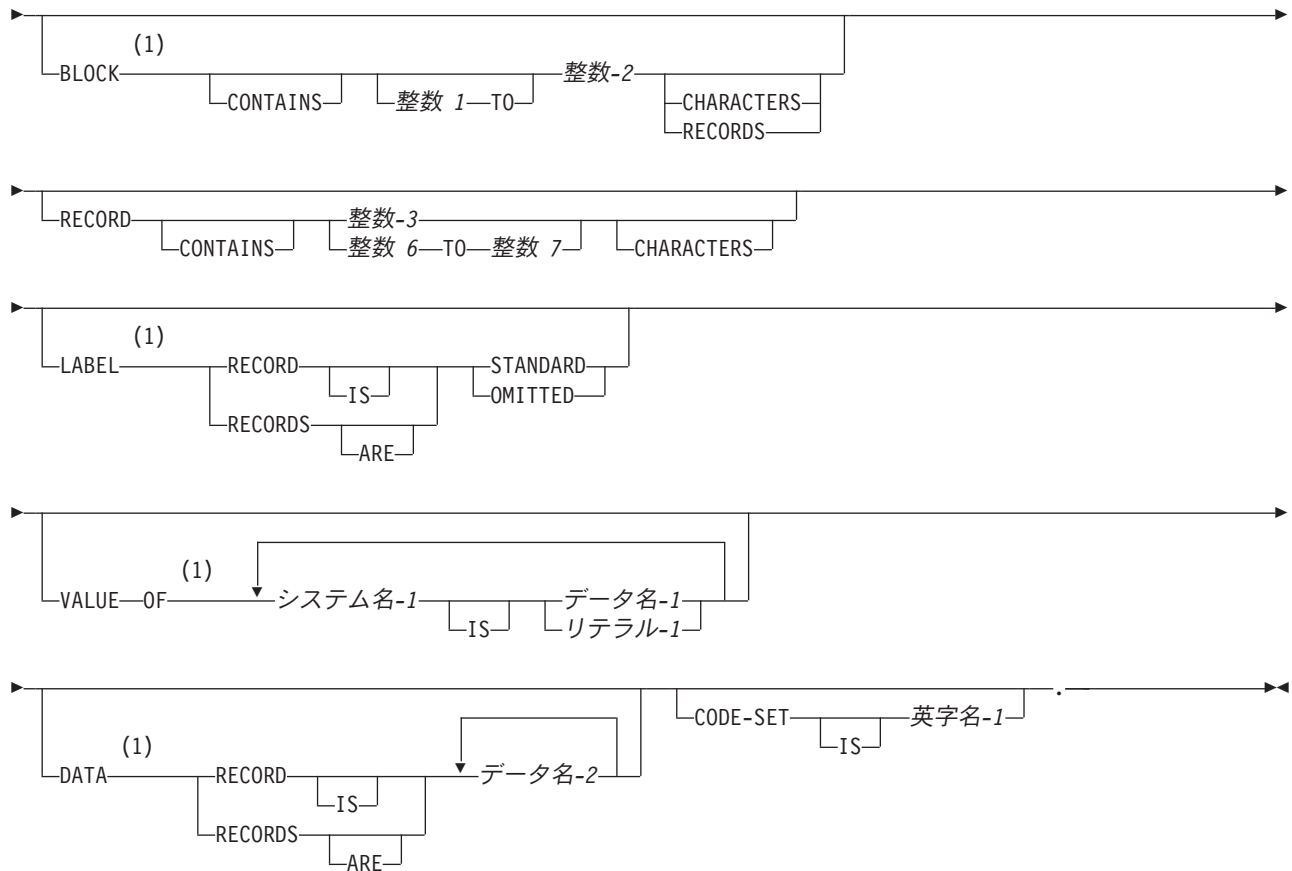 (1)
BLOCK 整数-2
CONTAINS 整数 1 TO CHARACTERS
RECORDS
RECORD 整数-3
CONTAINS 整数 6 TO 整数 7 CHARACTERS
(1)
LABEL RECORD STANDARD
IS OMITTED
RECORDS
ARE
(1)
VALUE OF システム名-1 データ名-1
IS リテラル-1
.
CODE-SET 英字名-1
IS
(1)
DATA RECORD データ名-2
IS
RECORDS
ARE